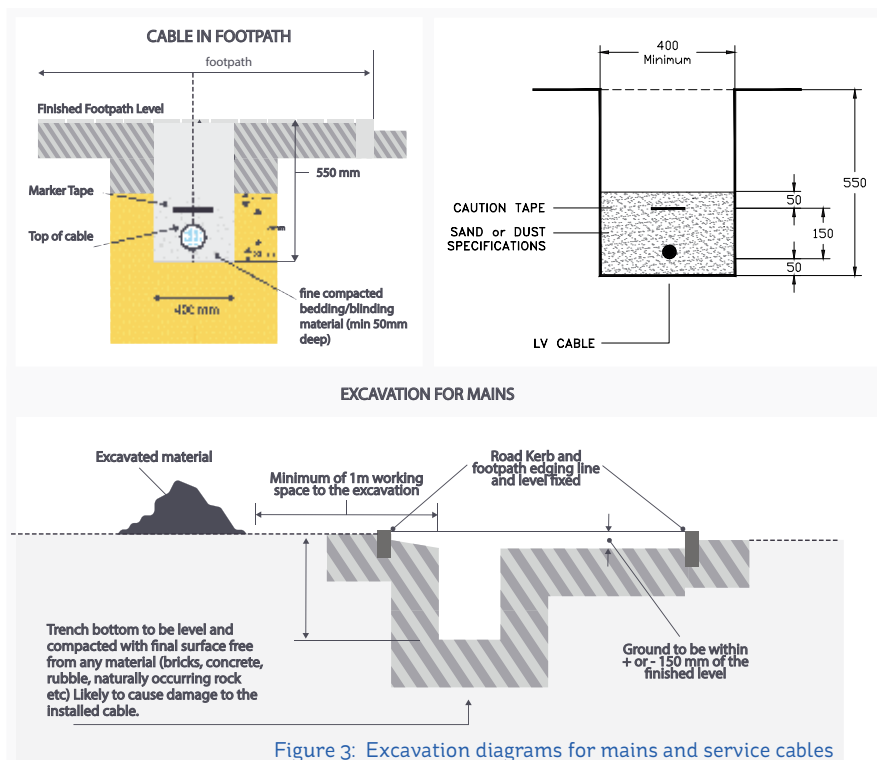 CABLE IN FOOTPATH
footpath
Finished Footpath Level
550 mm
Marker Tape
Top of cable
400 mm
fine compacted
bedding/blinding
material (min 50mm
deep)
400
Minimum
CAUTION TAPE
SAND or DUST
SPECIFICATIONS
LV CABLE
50
150
50
550
EXCAVATION FOR MAINS
Excavated material
Minimum of 1m working
space to the excavation
Road Kerb and
footpath edging line
and level fixed
Trench bottom to be level and
compacted with final surface free
from any material (bricks, concrete,
rubble, naturally occurring rock
etc) Likely to cause damage to the
installed cable.
Ground to be within
+ or - 150 mm of the
finished level
Figure 3: Excavation diagrams for mains and service cables